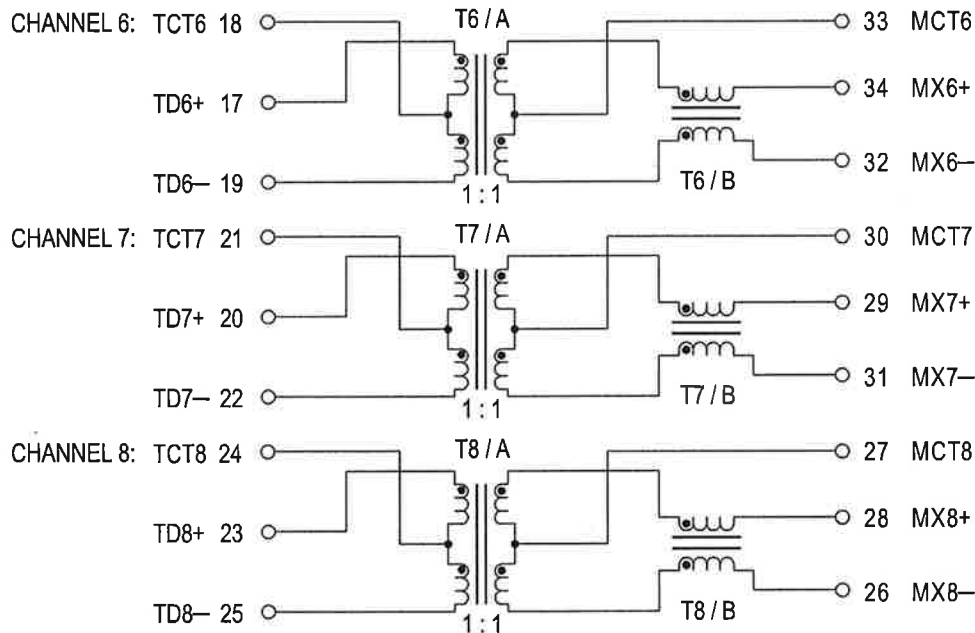 CHANNEL 6: TCT6 18 T6 / A 33 MCT6
TD6+ 17 34 MX6+
TD6— 19 1 : 1 T6 / B 32 MX6—
CHANNEL 7: TCT7 21 T7 / A 30 MCT7
TD7+ 20 29 MX7+
TD7— 22 1 : 1 T7 / B 31 MX7—
CHANNEL 8: TCT8 24 T8 / A 27 MCT8
TD8+ 23 28 MX8+
TD8— 25 1 : 1 T8 / B 26 MX8—